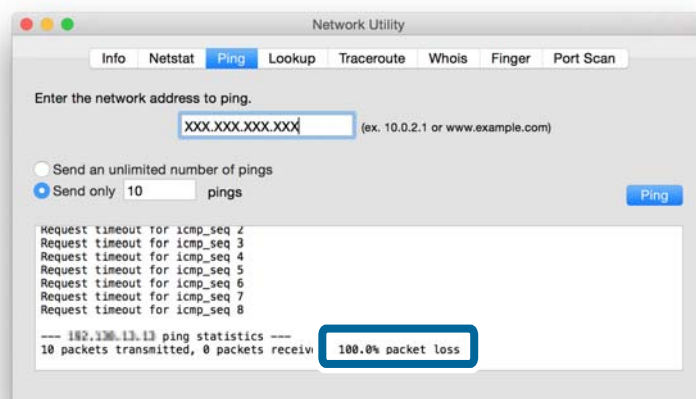 Network Utility
Info Netstat Ping Lookup Traceroute Whois Finger Port Scan
Enter the network address to ping.
XXX.XXX.XXX.XXX (ex. 10.0.2.1 or www.example.com)
Send an unlimited number of pings
Send only 10 pings
Ping
Request timeout for icmp_seq 2
Request timeout for icmp_seq 3
Request timeout for icmp_seq 4
Request timeout for icmp_seq 5
Request timeout for icmp_seq 6
Request timeout for icmp_seq 7
Request timeout for icmp_seq 8
--- ping statistics ---
10 packets transmitted, 0 packets receiv 100.0% packet loss